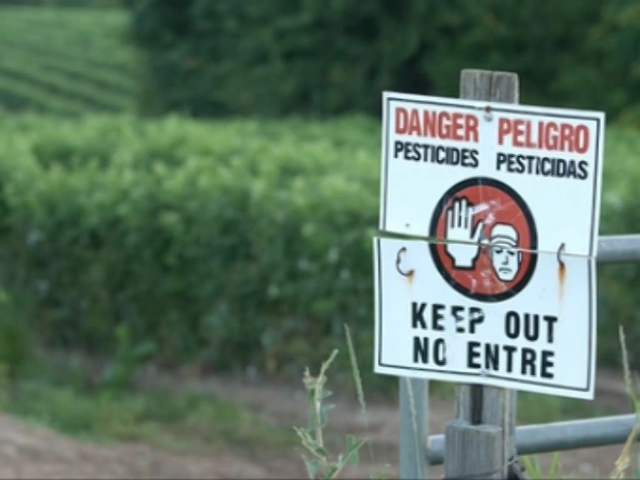 DANGER PELIGRO
PESTICIDES PESTICIDAS
KEEP OUT
NO ENTRE